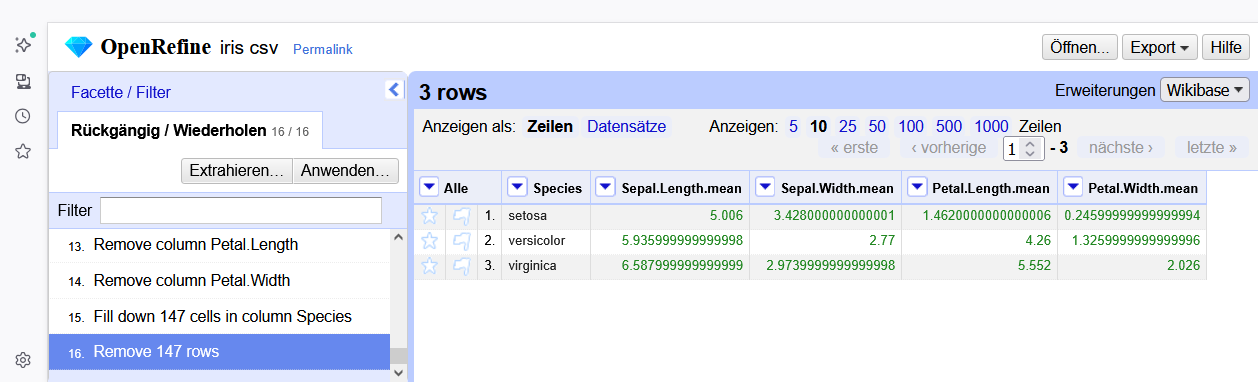 OpenRefine iris csv Permalink
Öffnen... Export Hilfe
Facette / Filter
Rückgängig / Wiederholen 16 / 16
Extrahieren... Anwenden...
Filter
13. Remove column Petal.Length
14. Remove column Petal.Width
15. Fill down 147 cells in column Species
16. Remove 147 rows
3 rows
Erweiterungen Wikibase
Anzeigen als: Zeilen Datensätze Anzeigen: 5 10 25 50 100 500 1000 Zeilen
« erste ‹ vorherige 1 - 3 nächste › letzte »
Alle Species Sepal.Length.mean Sepal.Width.mean Petal.Length.mean Petal.Width.mean
1. setosa 5.006 3.428000000000001 1.4620000000000006 0.24599999999999994
2. versicolor 5.935999999999998 2.77 4.26 1.3259999999999996
3. virginica 6.587999999999999 2.9739999999999998 5.552 2.026